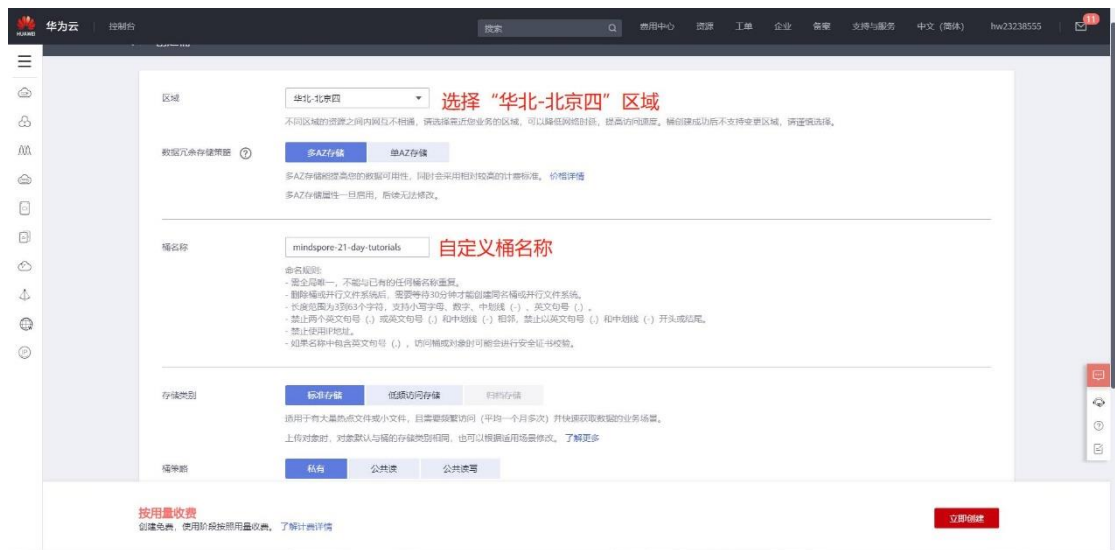 HUAWEI 华为云 控制台 搜索 费用中心 资源 工单 企业 备案 支持与服务 中文 (简体) hw23238555 11
区域 华北-北京四 选择“华北-北京四”区域
不同区域的资源之间内网互不相通,请选择靠近您业务的区域,可以降低网络时延,提高访问速度。桶创建成功后不支持变更区域,请谨慎选择。
数据冗余存储策略 ? 多AZ存储 单AZ存储
多AZ存储能提高您的数据可用性,同时会采用相对较高的计费标准。 价格详情
多AZ存储属性一旦启用,后续无法修改。
桶名称 mindspore-21-day-tutorials 自定义桶名称
命名规则:
- 需全局唯一,不能与已有的任何桶名称重复。
- 删除桶或并行文件系统后,需要等待30分钟才能创建同名桶或并行文件系统。
- 长度范围为3到63个字符,支持小写字母、数字、中划线 (-) 、英文句号 (.) 。
- 禁止两个英文句号 (.) 或英文句号 (.) 和中划线 (-) 相邻,禁止以英文句号 (.) 和中划线 (-) 开头或结尾。
- 禁止使用IP地址。
- 如果名称中包含英文句号 (.) ,访问桶或对象时可能会进行安全证书校验。
存储类别 标准存储 低频访问存储 归档存储
适用于有大量热点文件或小文件,且需要频繁访问 (平均一个月多次) 并快速获取数据的业务场景。
上传对象时,对象默认与桶的存储类别相同,也可以根据适用场景修改。 了解更多
桶策略 私有 公共读 公共读写
按用量收费
创建免费,使用阶段按照用量收费。 了解计费详情
立即创建